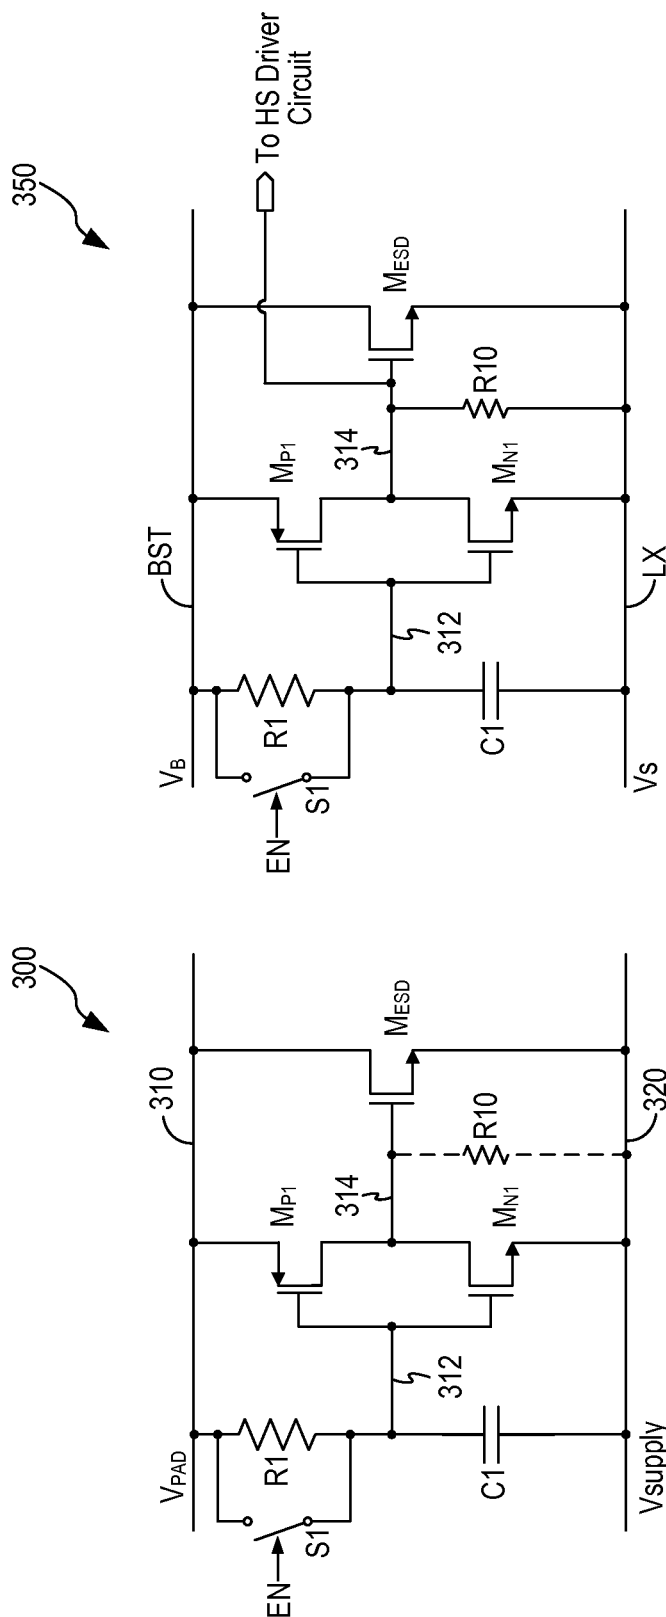 300
V_PAD
310
EN
S1
R1
312
C1
M_P1
314
M_N1
R10
M_ESD
Vsupply
320
350
V_B
BST
EN
S1
R1
312
C1
M_P1
314
M_N1
R10
M_ESD
To HS Driver
Circuit
Vs
LX